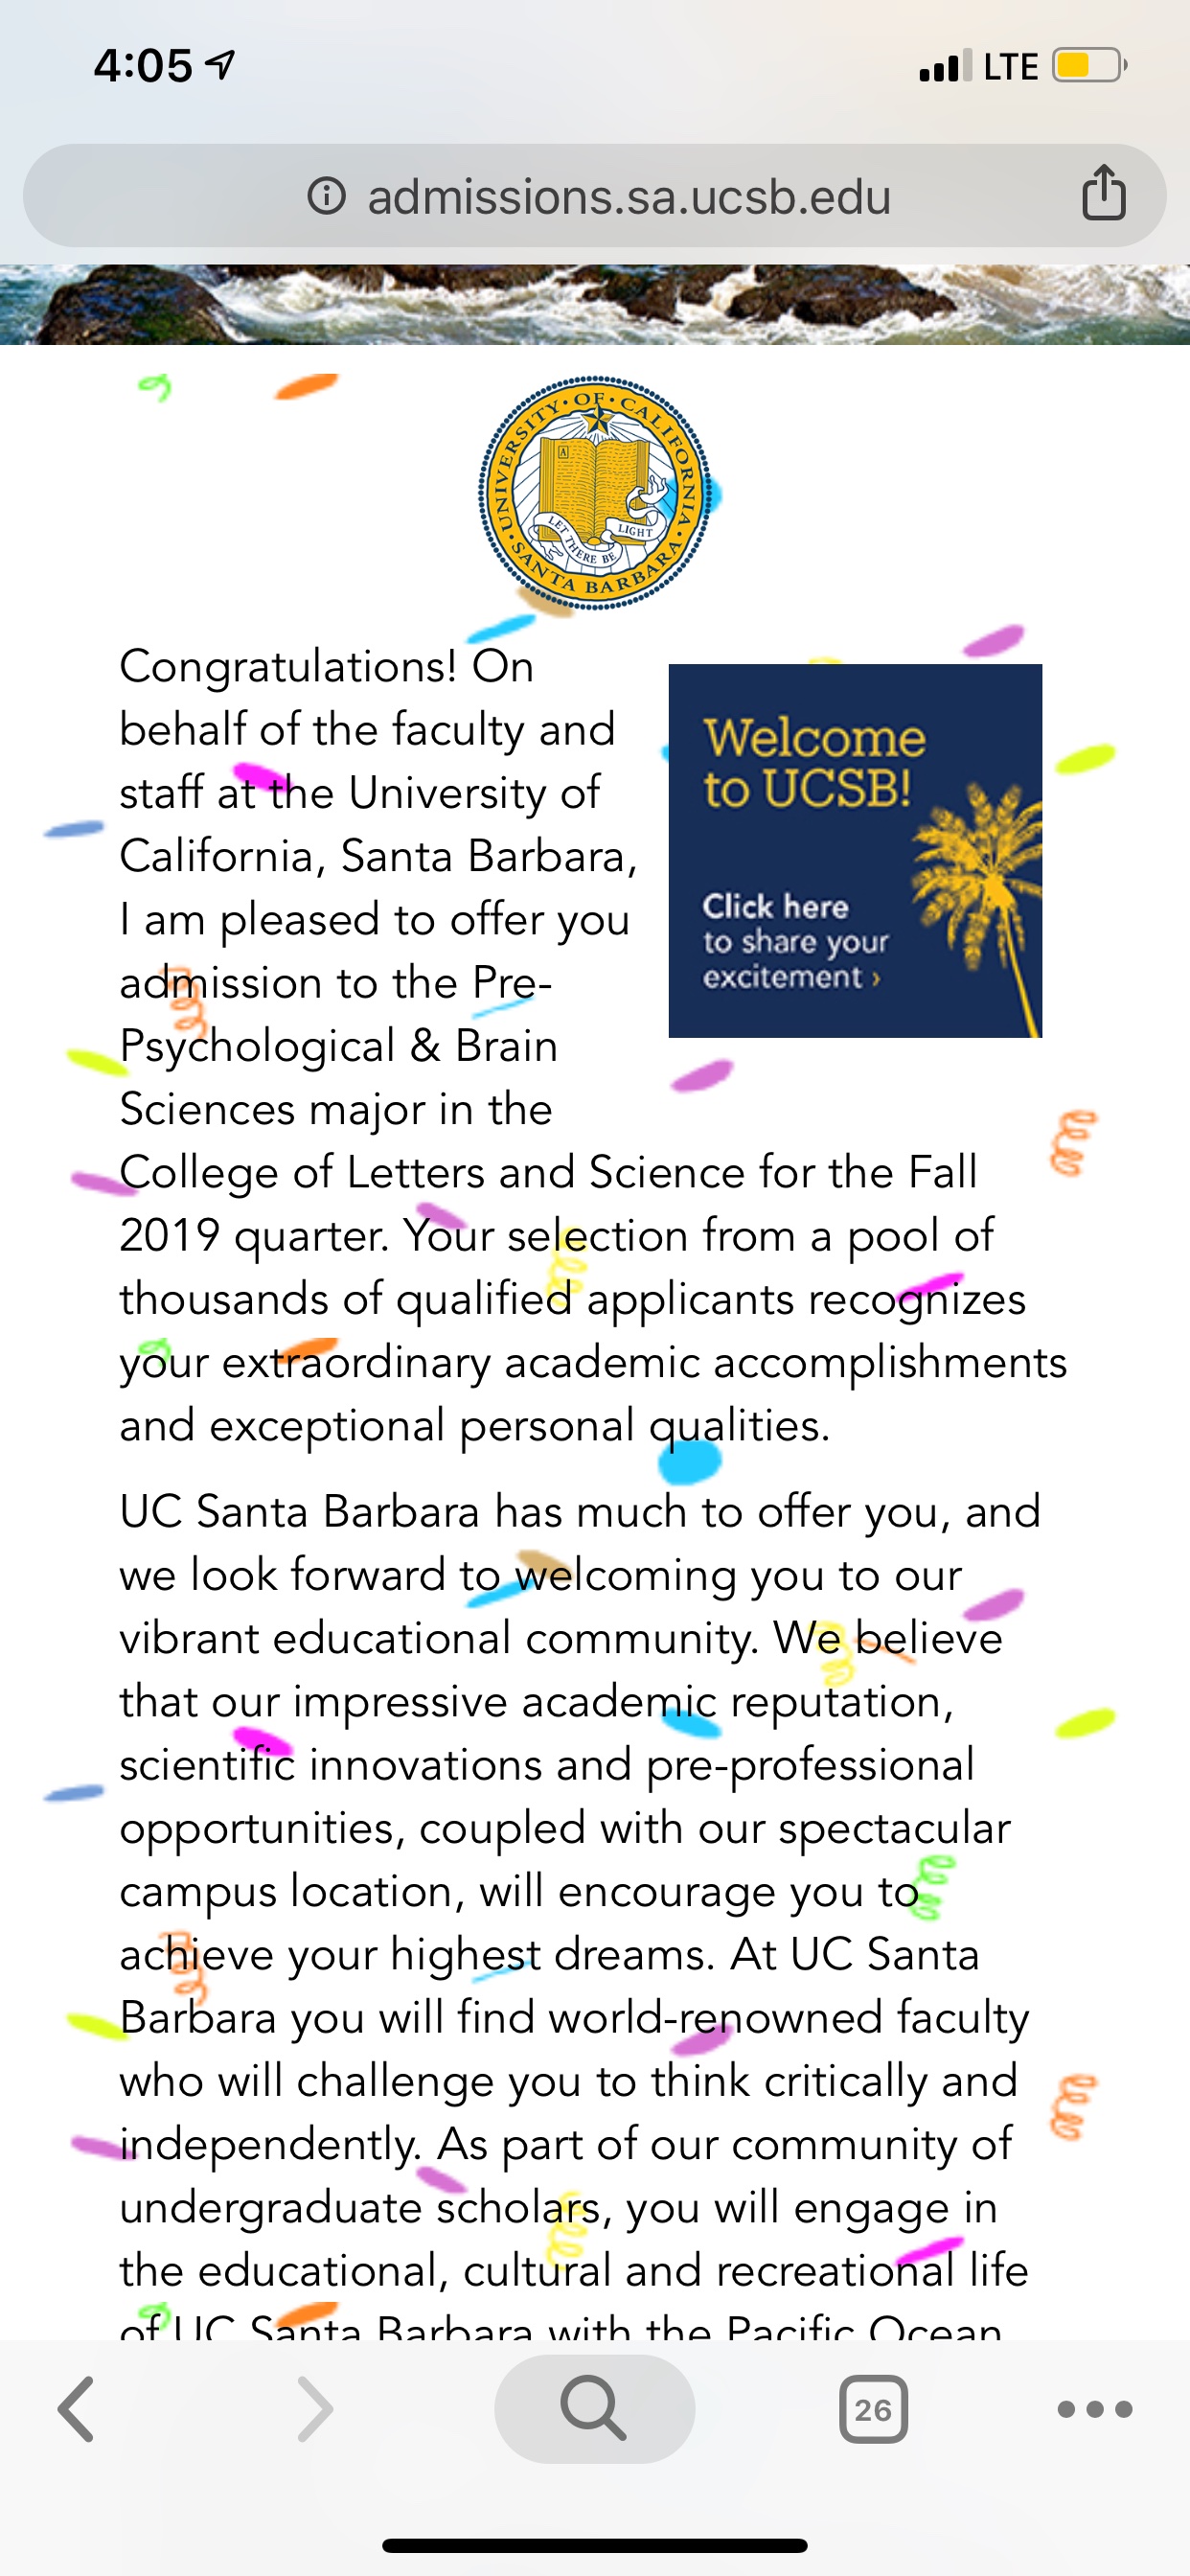 4:05
LTE
admissions.sa.ucsb.edu
UNIVERSITY · OF · CALIFORNIA · SANTA BARBARA ·
A
LET THERE BE LIGHT
Congratulations! On
behalf of the faculty and
staff at the University of
California, Santa Barbara,
I am pleased to offer you
admission to the Pre-
Psychological & Brain
Sciences major in the
College of Letters and Science for the Fall
2019 quarter. Your selection from a pool of
thousands of qualified applicants recognizes
your extraordinary academic accomplishments
and exceptional personal qualities.
Welcome
to UCSB!
Click here
to share your
excitement ›
UC Santa Barbara has much to offer you, and
we look forward to welcoming you to our
vibrant educational community. We believe
that our impressive academic reputation,
scientific innovations and pre-professional
opportunities, coupled with our spectacular
campus location, will encourage you to
achieve your highest dreams. At UC Santa
Barbara you will find world-renowned faculty
who will challenge you to think critically and
independently. As part of our community of
undergraduate scholars, you will engage in
the educational, cultural and recreational life
of UC Santa Barbara with the Pacific Ocean
26